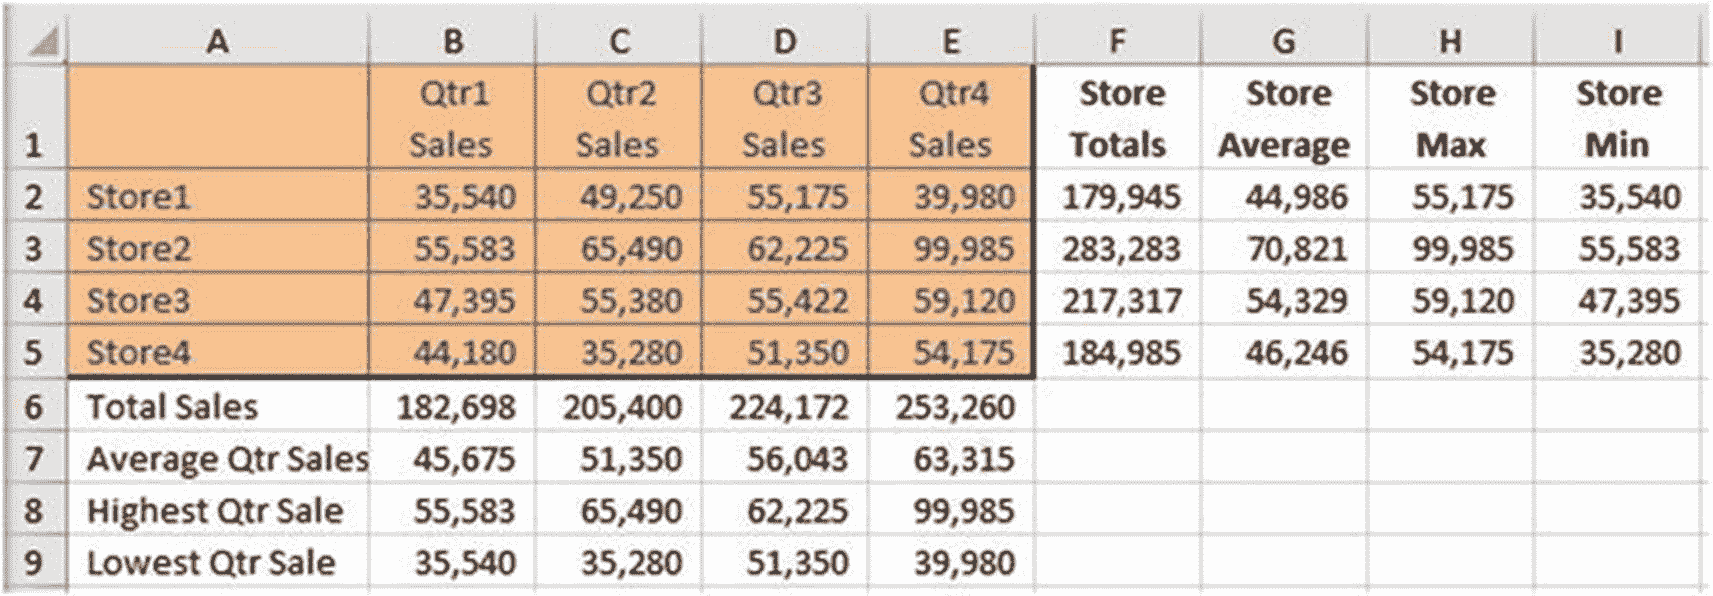 A B C D E F G H I
Qtr1 Qtr2 Qtr3 Qtr4 Store Store Store Store
1 Sales Sales Sales Sales Totals Average Max Min
2 Store1 35,540 49,250 55,175 39,980 179,945 44,986 55,175 35,540
3 Store2 55,583 65,490 62,225 99,985 283,283 70,821 99,985 55,583
4 Store3 47,395 55,380 55,422 59,120 217,317 54,329 59,120 47,395
5 Store4 44,180 35,280 51,350 54,175 184,985 46,246 54,175 35,280
6 Total Sales 182,698 205,400 224,172 253,260
7 Average Qtr Sales 45,675 51,350 56,043 63,315
8 Highest Qtr Sale 55,583 65,490 62,225 99,985
9 Lowest Qtr Sale 35,540 35,280 51,350 39,980